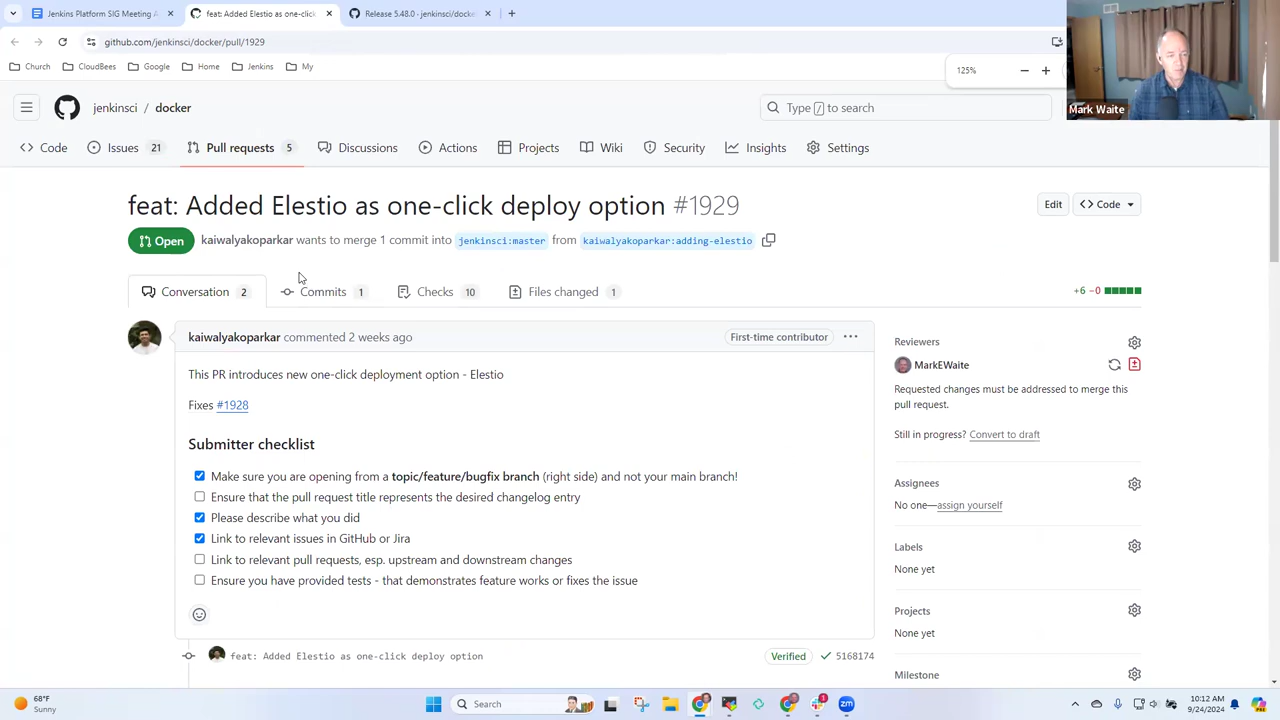 Jenkins Platform SIG Meeting A
feat: Added Elestio as one-click
Release 5.48.0 - jenkinsci/docke
github.com/jenkinsci/docker/pull/1929
Church
CloudBees
Google
Home
Jenkins
My
125%
Mark Waite
jenkinsci / docker
Type / to search
Code
Issues 21
Pull requests 5
Discussions
Actions
Projects
Wiki
Security
Insights
Settings
feat: Added Elestio as one-click deploy option #1929
Edit
Code
Open
kaiwalyakoparkar wants to merge 1 commit into jenkinsci:master from kaiwalyakoparkar:adding-elestio
Conversation 2
Commits 1
Checks 10
Files changed 1
+6 −0
kaiwalyakoparkar commented 2 weeks ago
First-time contributor
This PR introduces new one-click deployment option - Elestio
Fixes #1928
Submitter checklist
Make sure you are opening from a topic/feature/bugfix branch (right side) and not your main branch!
Ensure that the pull request title represents the desired changelog entry
Please describe what you did
Link to relevant issues in GitHub or Jira
Link to relevant pull requests, esp. upstream and downstream changes
Ensure you have provided tests - that demonstrates feature works or fixes the issue
feat: Added Elestio as one-click deploy option
Verified
5168174
Reviewers
MarkEWaite
Requested changes must be addressed to merge this
pull request.
Still in progress? Convert to draft
Assignees
No one—assign yourself
Labels
None yet
Projects
None yet
Milestone
68°F
Sunny
Search
1
zm
10:12 AM
9/24/2024